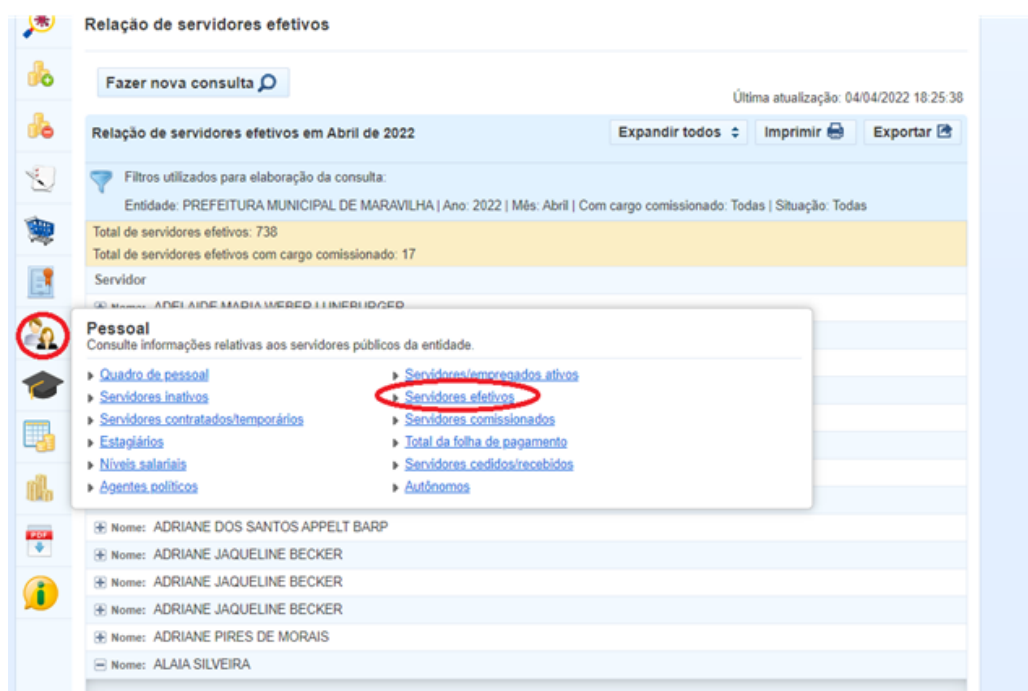 Relação de servidores efetivos
Fazer nova consulta
Última atualização: 04/04/2022 18:25:38
Relação de servidores efetivos em Abril de 2022
Expandir todos
Imprimir
Exportar
Filtros utilizados para elaboração da consulta:
Entidade: PREFEITURA MUNICIPAL DE MARAVILHA | Ano: 2022 | Mês: Abril | Com cargo comissionado: Todas | Situação: Todas
Total de servidores efetivos: 738
Total de servidores efetivos com cargo comissionado: 17
Servidor
Nome: ADELAIDE MARIA WEBER LUNEBURGER
Pessoal
Consulte informações relativas aos servidores públicos da entidade.
Quadro de pessoal
Servidores/empregados ativos
Servidores inativos
Servidores efetivos
Servidores contratados/temporários
Servidores comissionados
Estagiários
Total da folha de pagamento
Níveis salariais
Servidores cedidos/recebidos
Agentes políticos
Autônomos
Nome: ADRIANE DOS SANTOS APPELT BARP
Nome: ADRIANE JAQUELINE BECKER
Nome: ADRIANE JAQUELINE BECKER
Nome: ADRIANE JAQUELINE BECKER
Nome: ADRIANE PIRES DE MORAIS
Nome: ALAIA SILVEIRA
PDF